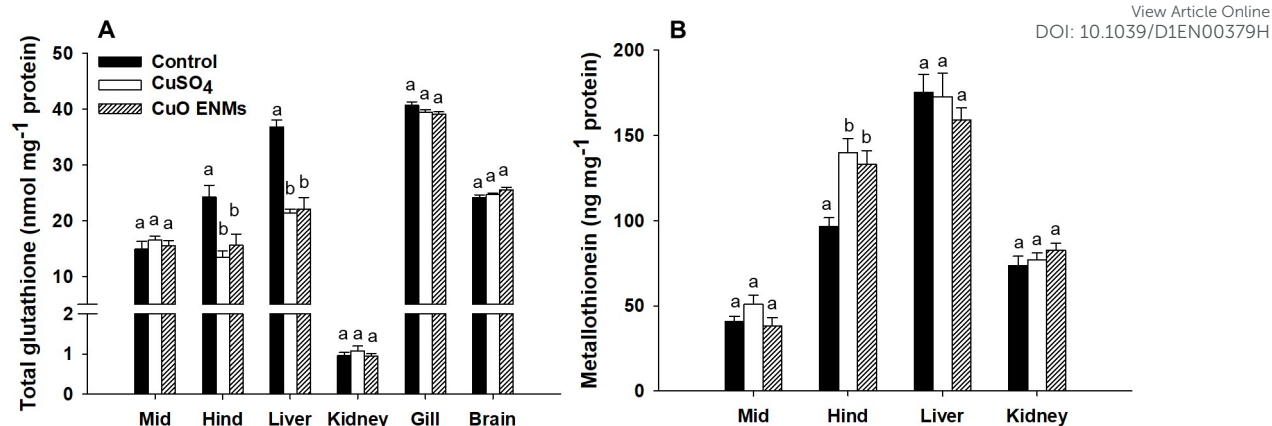 View Article Online
DOI: 10.1039/D1EN00379H
A
Total glutathione (nmol mg-1 protein)
50
40
30
20
10
2
1
0
Control
CuSO4
CuO ENMs
a a a
a b b
a b b
a a a
a a a
a a a
Mid Hind Liver Kidney Gill Brain
B
Metallothionein (ng mg-1 protein)
200
150
100
50
0
a a a
a b b
a a a
a a a
Mid Hind Liver Kidney